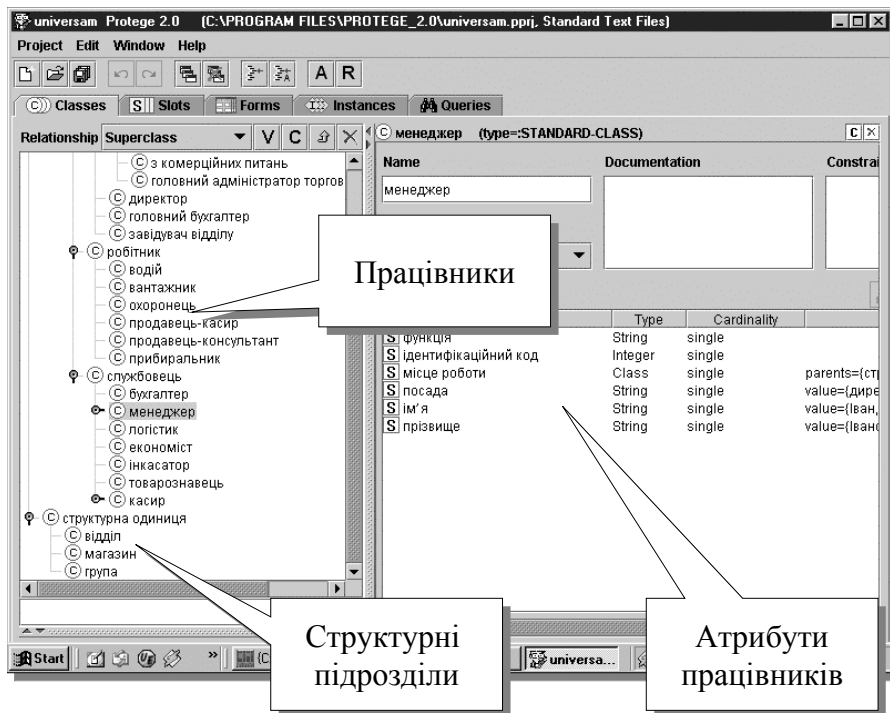 universam Protege 2.0 (C:\PROGRAM FILES\PROTEGE_2.0\universam.pprj, Standard Text Files)
Project Edit Window Help
A R
C Classes S Slots Forms Instances Queries
Relationship Superclass V C
C менеджер (type=:STANDARD-CLASS) C
Name Documentation Constrai
менеджер
C з комерційних питань
C головний адміністратор торгов
C директор
C головний бухгалтер
C завідувач відділу
C робітник
C водій
C вантажник
C охоронець
C продавець-касир
C продавець-консультант
C прибиральник
C службовець
C бухгалтер
C менеджер
C логістик
C економіст
C інкасатор
C товарознавець
C касир
C структурна одиниця
C відділ
C магазин
C група
Працівники
Type Cardinality
S функція String single
S ідентифікаційний код Integer single
S місце роботи Class single parents={стр
S посада String single value={дире
S ім'я String single value={Іван,
S прізвище String single value={Івано
Структурні
підрозділи
Атрибути
працівників
Start » (C: universa...